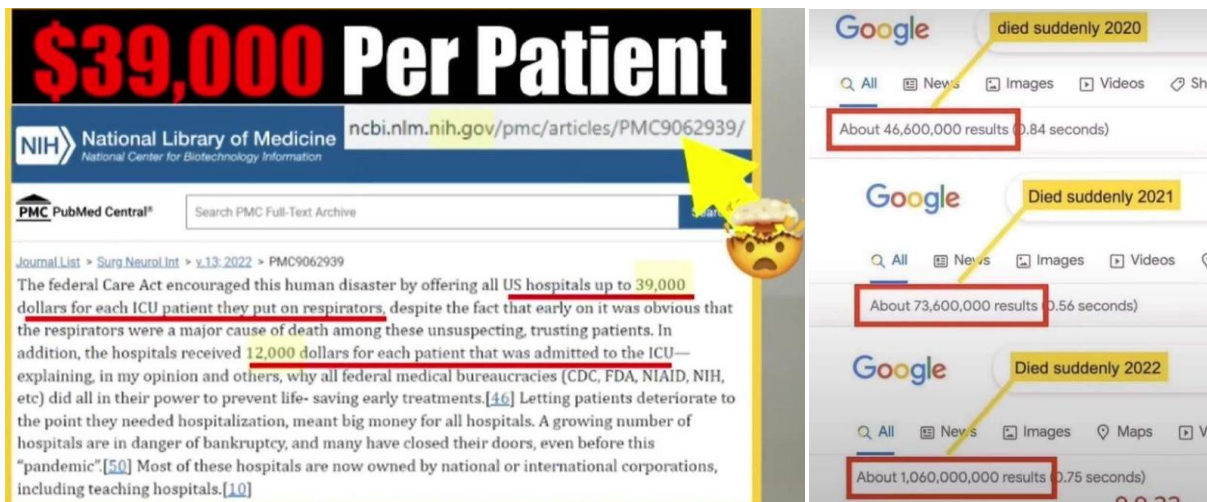 $39,000 Per Patient
NIH National Library of Medicine
National Center for Biotechnology Information
ncbi.nlm.nih.gov/pmc/articles/PMC9062939/
PMC PubMed Central®
Search PMC Full-Text Archive
Journal List > Surg Neurol Int > v.13; 2022 > PMC9062939
The federal Care Act encouraged this human disaster by offering all US hospitals up to 39,000
dollars for each ICU patient they put on respirators, despite the fact that early on it was obvious that
the respirators were a major cause of death among these unsuspecting, trusting patients. In
addition, the hospitals received 12,000 dollars for each patient that was admitted to the ICU—
explaining, in my opinion and others, why all federal medical bureaucracies (CDC, FDA, NIAID, NIH,
etc) did all in their power to prevent life- saving early treatments.[46] Letting patients deteriorate to
the point they needed hospitalization, meant big money for all hospitals. A growing number of
hospitals are in danger of bankruptcy, and many have closed their doors, even before this
“pandemic”.[50] Most of these hospitals are now owned by national or international corporations,
including teaching hospitals.[10]
Google
died suddenly 2020
All News Images Videos Sh
About 46,600,000 results (0.84 seconds)
Google
Died suddenly 2021
All News Images Videos
About 73,600,000 results (0.56 seconds)
Google
Died suddenly 2022
All News Images Maps V
About 1,060,000,000 results (0.75 seconds)